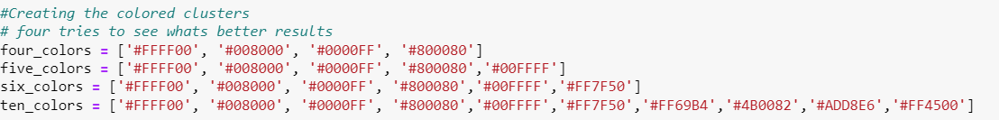 #Creating the colored clusters
# four tries to see whats better results
four_colors = ['#FFFF00', '#008000', '#0000FF', '#800080']
five_colors = ['#FFFF00', '#008000', '#0000FF', '#800080','#00FFFF']
six_colors = ['#FFFF00', '#008000', '#0000FF', '#800080','#00FFFF','#FF7F50']
ten_colors = ['#FFFF00', '#008000', '#0000FF', '#800080','#00FFFF','#FF7F50','#FF69B4','#4B0082','#ADD8E6','#FF4500']